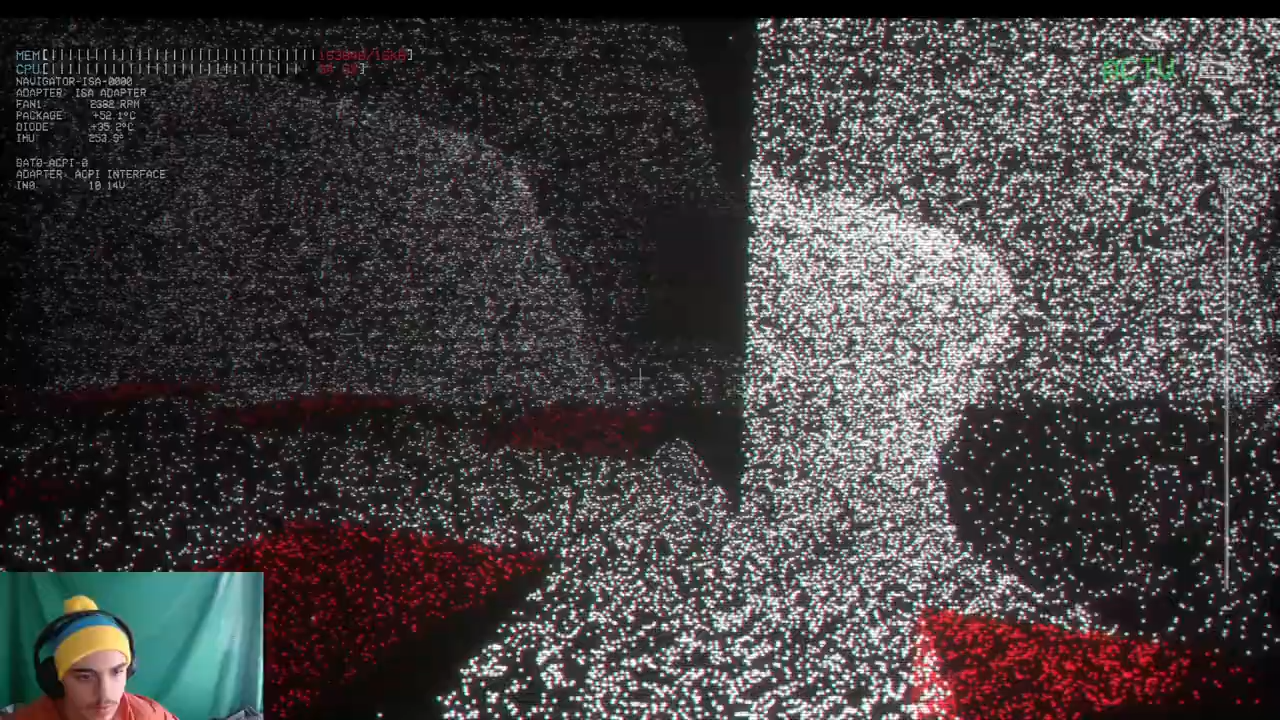 MEM[
CPU[
NAVIGATOR-ISA-0000
ADAPTER: ISA ADAPTER
FAN1: 2382 RPM
PACKAGE: +52.1°C
DIODE: +35.2°C
IMU: 253.9°
BAT0-ACPI-0
ADAPTER: ACPI INTERFACE
IN0: 10.14V